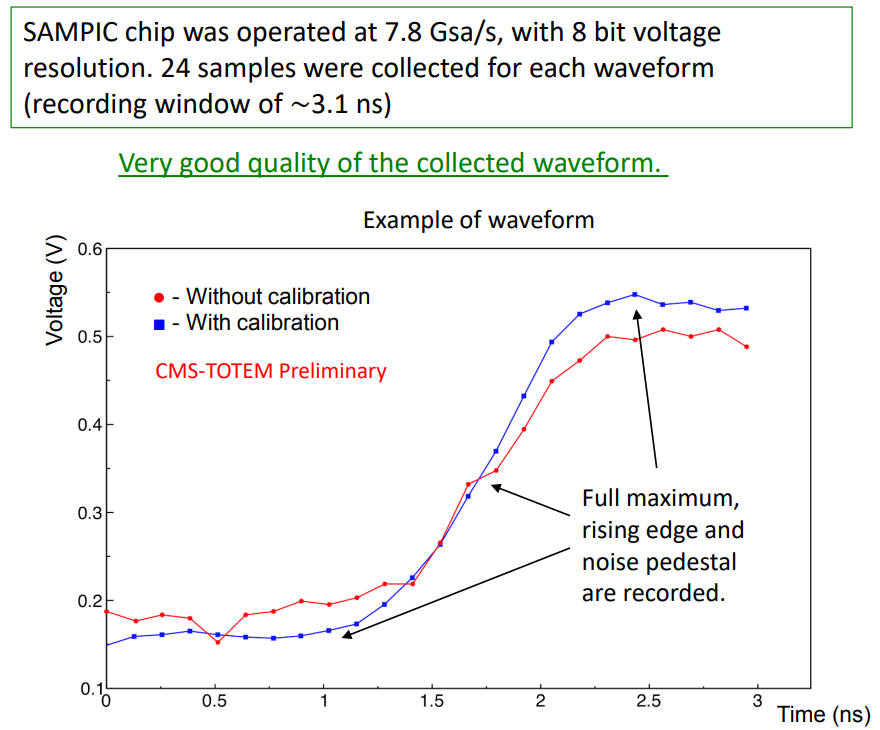 SAMPIC chip was operated at 7.8 Gsa/s, with 8 bit voltage
resolution. 24 samples were collected for each waveform
(recording window of ~3.1 ns)
Very good quality of the collected waveform.
Example of waveform
Voltage (V)
0.6
0.5
0.4
0.3
0.2
0.1
- Without calibration
- With calibration
CMS-TOTEM Preliminary
Full maximum,
rising edge and
noise pedestal
are recorded.
0 0.5 1 1.5 2 2.5 3
Time (ns)